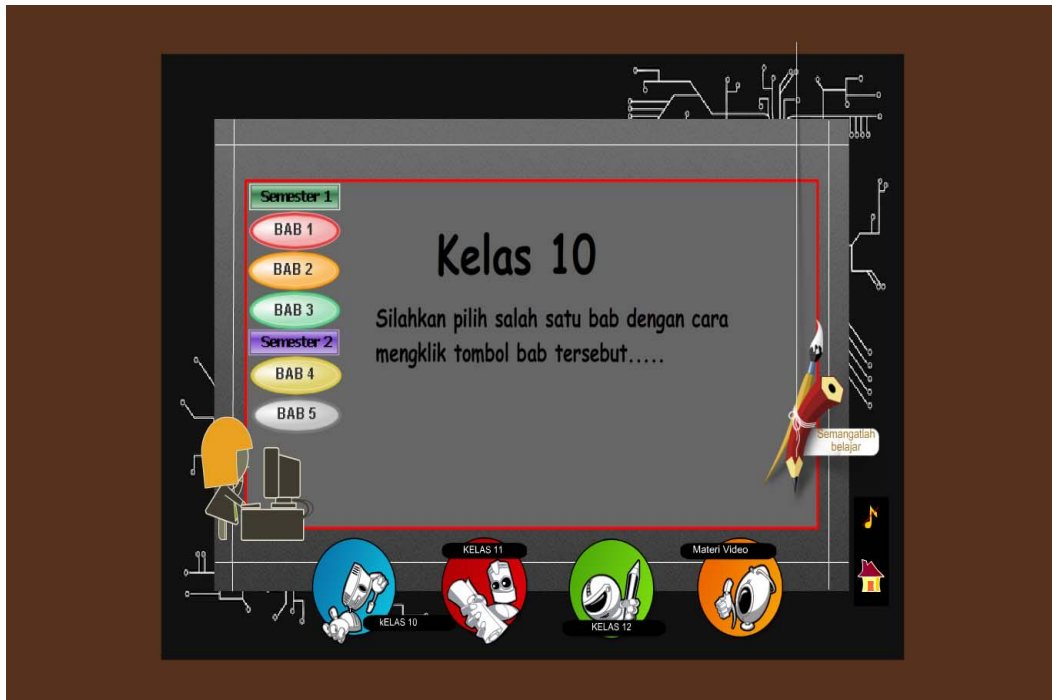 Semester 1
BAB 1
BAB 2
BAB 3
Semester 2
BAB 4
BAB 5
Kelas 10
Silahkan pilih salah satu bab dengan cara
mengklik tombol bab tersebut.....
Semangatlah
belajar
kELAS 10
KELAS 11
KELAS 12
Materi Video